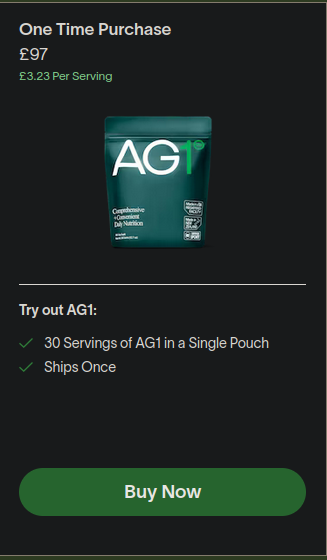 One Time Purchase
£97
£3.23 Per Serving
AG1
Comprehensive
+ Convenient
Daily Nutrition
Try out AG1:
30 Servings of AG1 in a Single Pouch
Ships Once
Buy Now